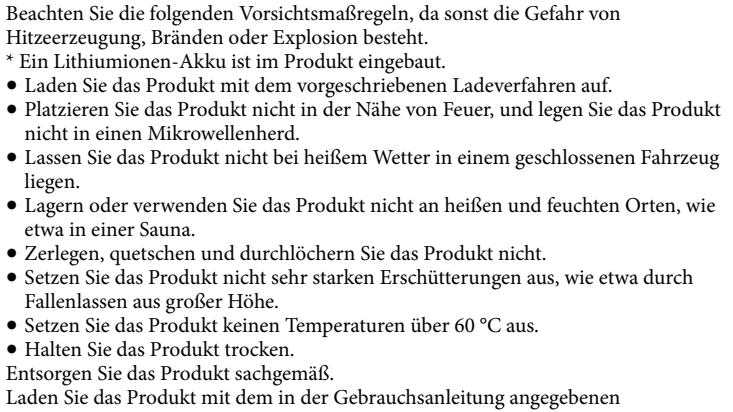 Beachten Sie die folgenden Vorsichtsmaßregeln, da sonst die Gefahr von
Hitzeerzeugung, Bränden oder Explosion besteht.
* Ein Lithiumionen-Akku ist im Produkt eingebaut.
• Laden Sie das Produkt mit dem vorgeschriebenen Ladeverfahren auf.
• Platzieren Sie das Produkt nicht in der Nähe von Feuer, und legen Sie das Produkt
nicht in einen Mikrowellenherd.
• Lassen Sie das Produkt nicht bei heißem Wetter in einem geschlossenen Fahrzeug
liegen.
• Lagern oder verwenden Sie das Produkt nicht an heißen und feuchten Orten, wie
etwa in einer Sauna.
• Zerlegen, quetschen und durchlöchern Sie das Produkt nicht.
• Setzen Sie das Produkt nicht sehr starken Erschütterungen aus, wie etwa durch
Fallenlassen aus großer Höhe.
• Setzen Sie das Produkt keinen Temperaturen über 60 °C aus.
• Halten Sie das Produkt trocken.
Entsorgen Sie das Produkt sachgemäß.
Laden Sie das Produkt mit dem in der Gebrauchsanleitung angegebenen